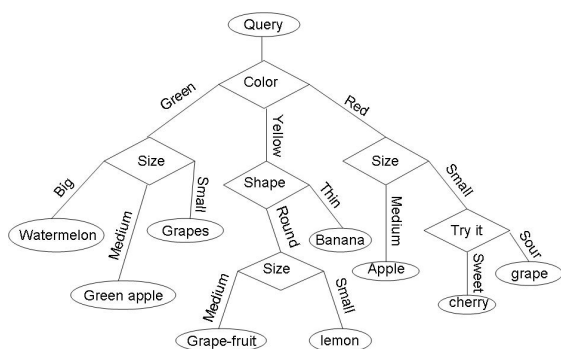 Query
Color
Green
Yellow
Red
Size
Shape
Size
Big
Medium
Small
Round
Thin
Medium
Small
Watermelon
Green apple
Grapes
Size
Banana
Apple
Try it
Medium
Small
Sweet
Sour
Grape-fruit
lemon
cherry
grape